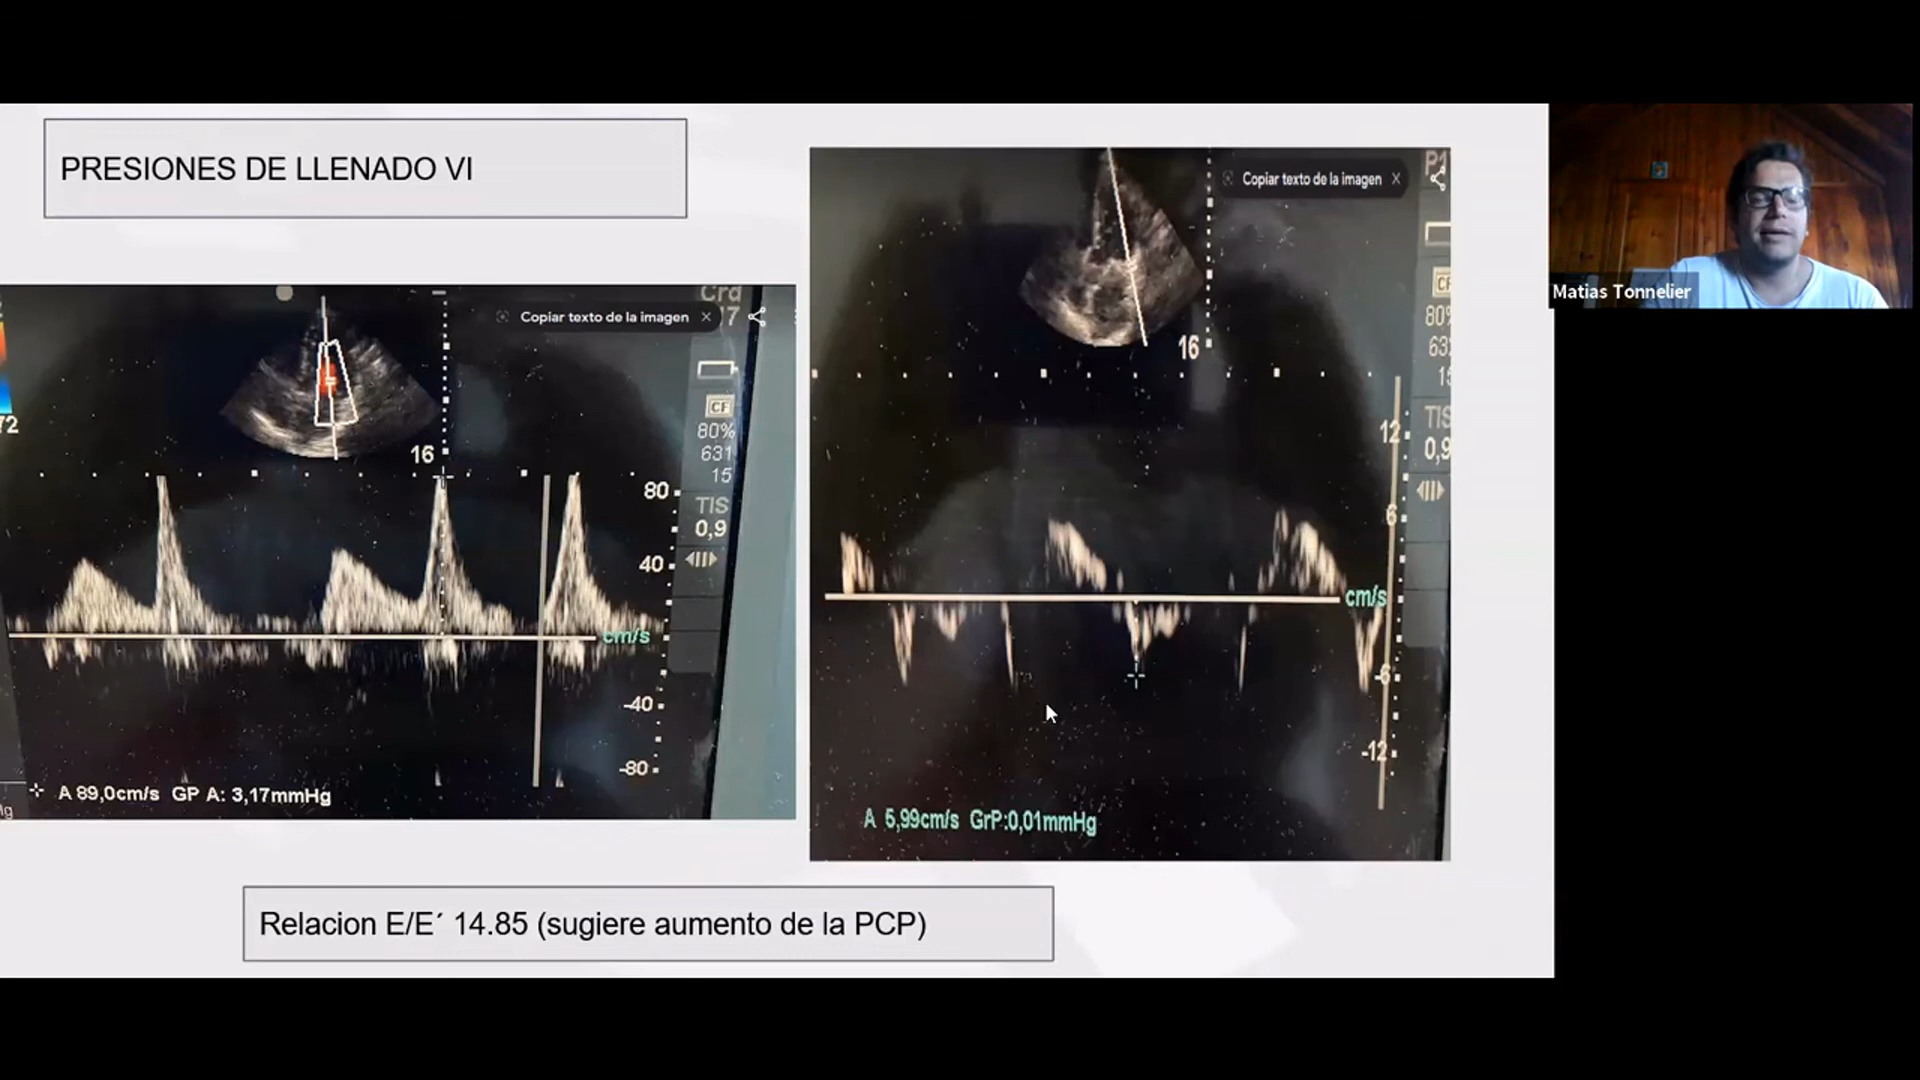 PRESIONES DE LLENADO VI
Matias Tonnelier
Copiar texto de la imagen X
Crd
72
CF
80%
631
15
TIS
0,9
16
80
40
cm/s
-40
-80
A 89,0cm/s GP A: 3,17mmHg
Copiar texto de la imagen X
16
80%
TIS
0,9
12
6
cm/s
-6
-12
A 5,99cm/s GrP:0,01mmHg
Relacion E/E´ 14.85 (sugiere aumento de la PCP)